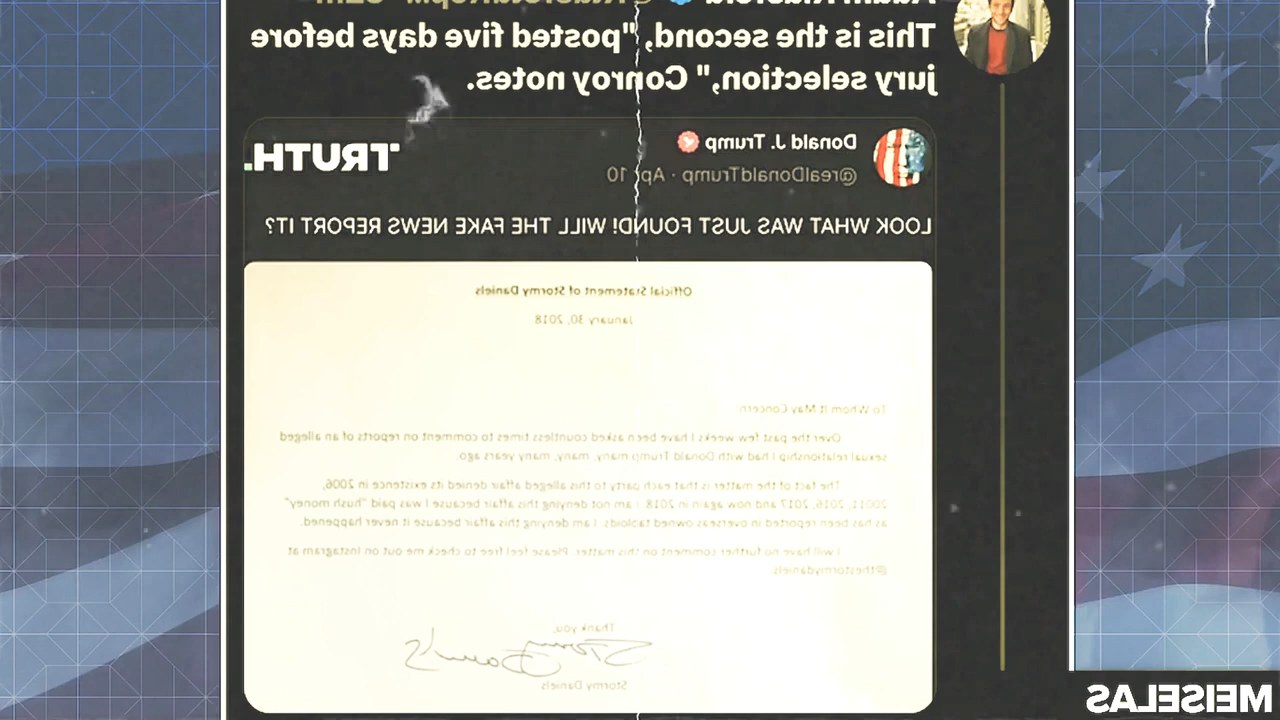 This is the second, "posted five days before
jury selection," Conroy notes.
Donald J. Trump
@realDonaldTrump · Apr 10
TRUTH.
LOOK WHAT WAS JUST FOUND! WILL THE FAKE NEWS REPORT IT?
Official Statement of Stormy Daniels
January 30, 2018
To Whom It May Concern:
Over the past few weeks I have been asked countless times to comment on reports of an alleged
sexual relationship I had with Donald Trump many, many, many years ago.
The fact of the matter is that each party to this alleged affair denied its existence in 2006,
20011, 2016, 2017 and now again in 2018. I am not denying this affair because I was paid "hush money"
as has been reported in overseas owned tabloids. I am denying this affair because it never happened.
I will have no further comment on this matter. Please feel free to check me out on Instagram at
@thestormydaniels.
Thank you,
Stormy Daniels
Stormy Daniels
MEISELAS